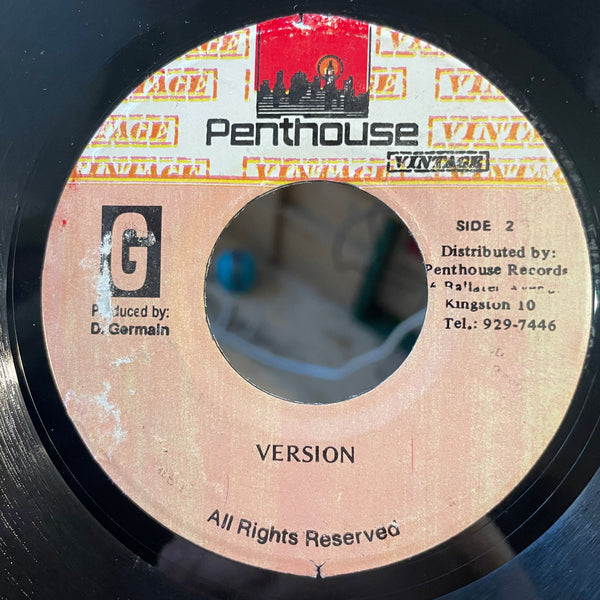 VINTAGE
Penthouse
VINTAGE
G
Produced by:
D. Germain
SIDE 2
Distributed by:
Penthouse Records
Kingston 10
Tel.: 929-7446
VERSION
All Rights Reserved